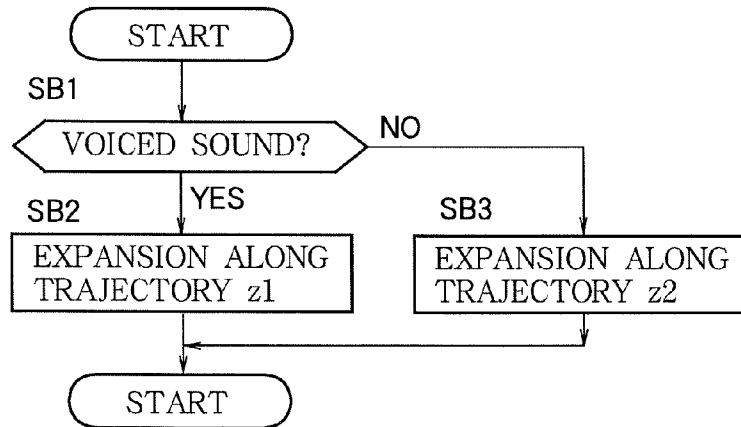 START
SB1
VOICED SOUND?
NO
YES
SB2
EXPANSION ALONG
TRAJECTORY z1
SB3
EXPANSION ALONG
TRAJECTORY z2
START